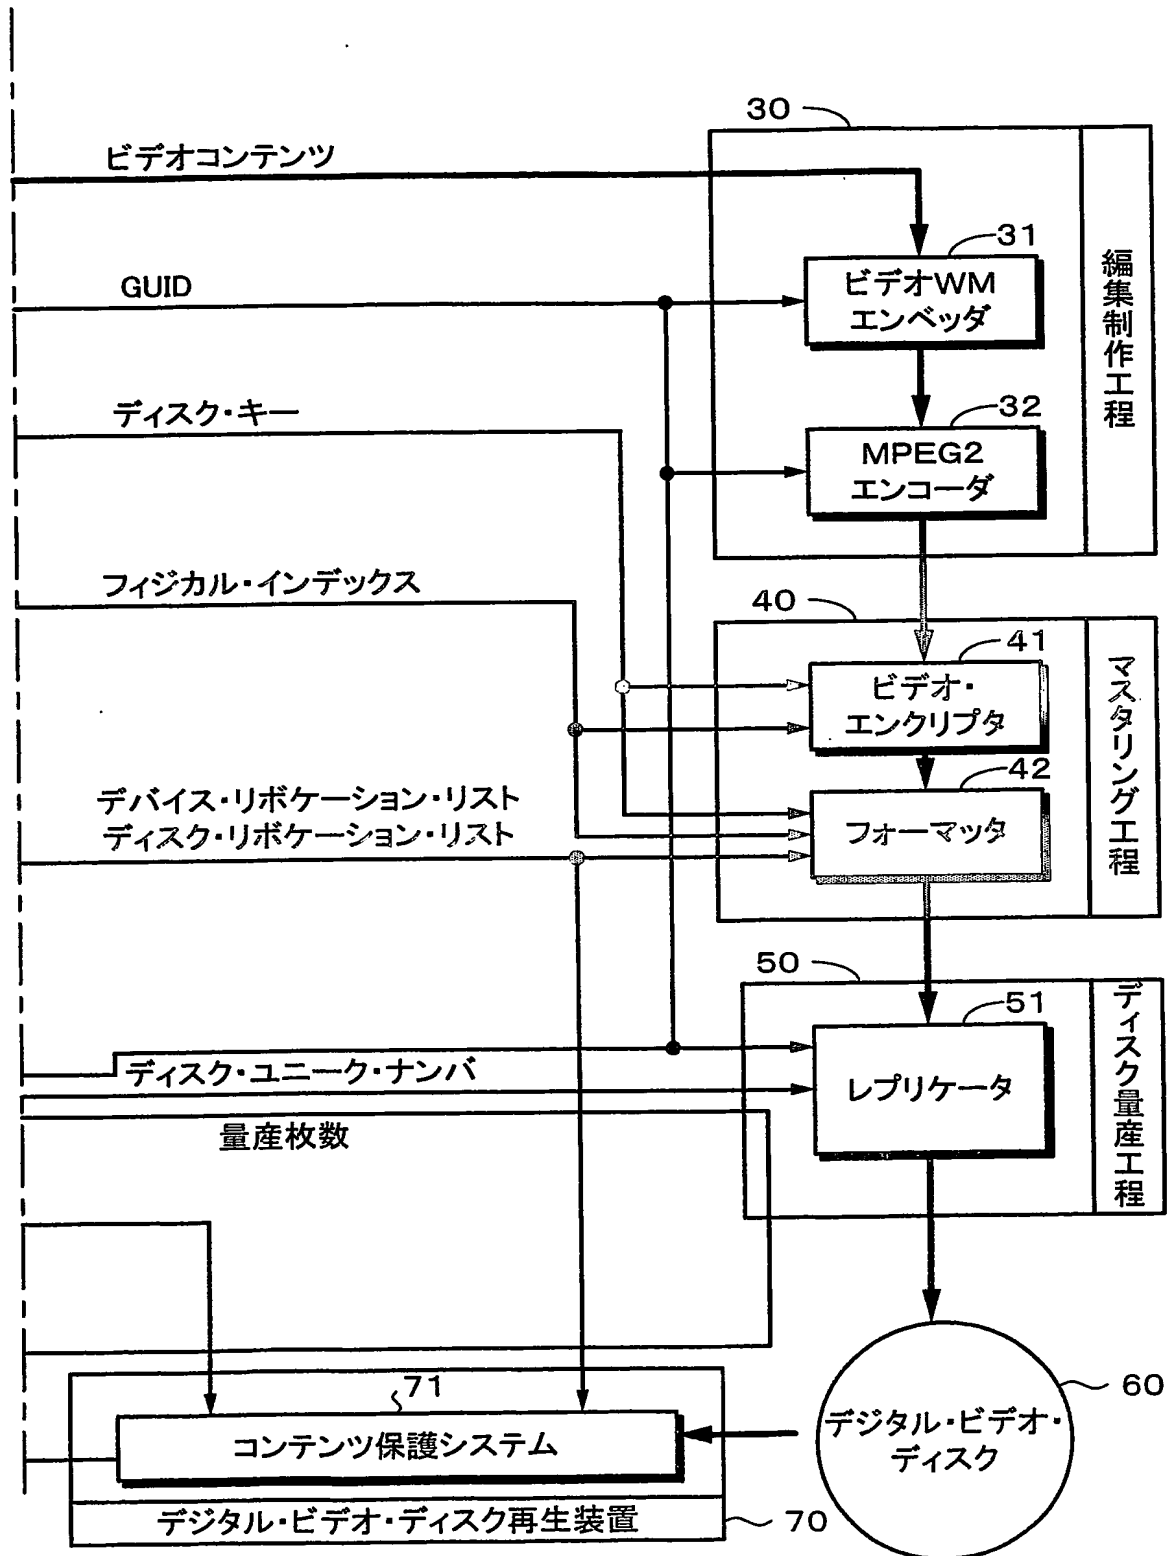 30
ビデオコンテンツ
31
ビデオWM
エンベッダ
GUID
32
MPEG2
エンコーダ
編集制作工程
ディスク・キー
フィジカル・インデックス
40
41
ビデオ・
エンクリプタ
42
フォーマッタ
マスタリング工程
デバイス・リボケーション・リスト
ディスク・リボケーション・リスト
50
51
レプリケータ
ディスク量産工程
ディスク・ユニーク・ナンバ
量産枚数
71
コンテンツ保護システム
デジタル・ビデオ・ディスク再生装置
70
60
デジタル・ビデオ・
ディスク